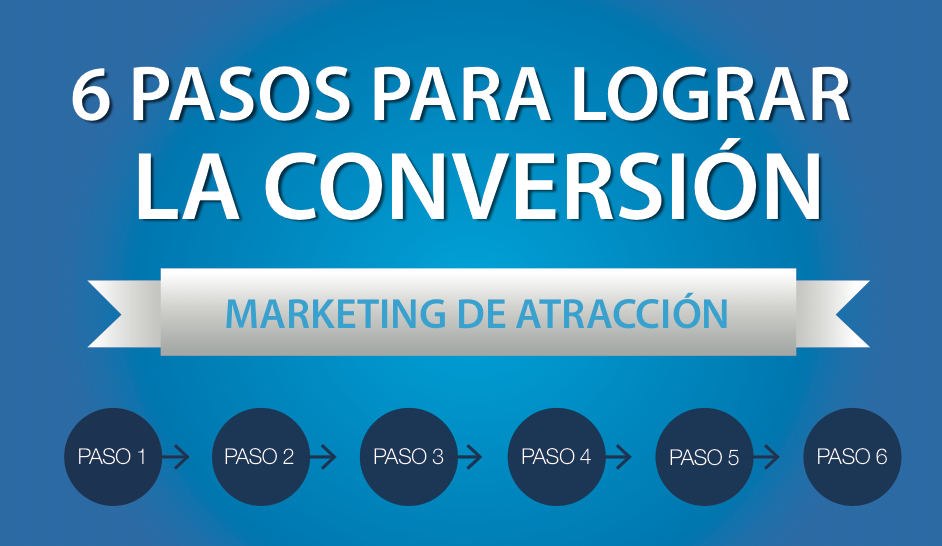 6 PASOS PARA LOGRAR
LA CONVERSIÓN
MARKETING DE ATRACCIÓN
PASO 1
PASO 2
PASO 3
PASO 4
PASO 5
PASO 6